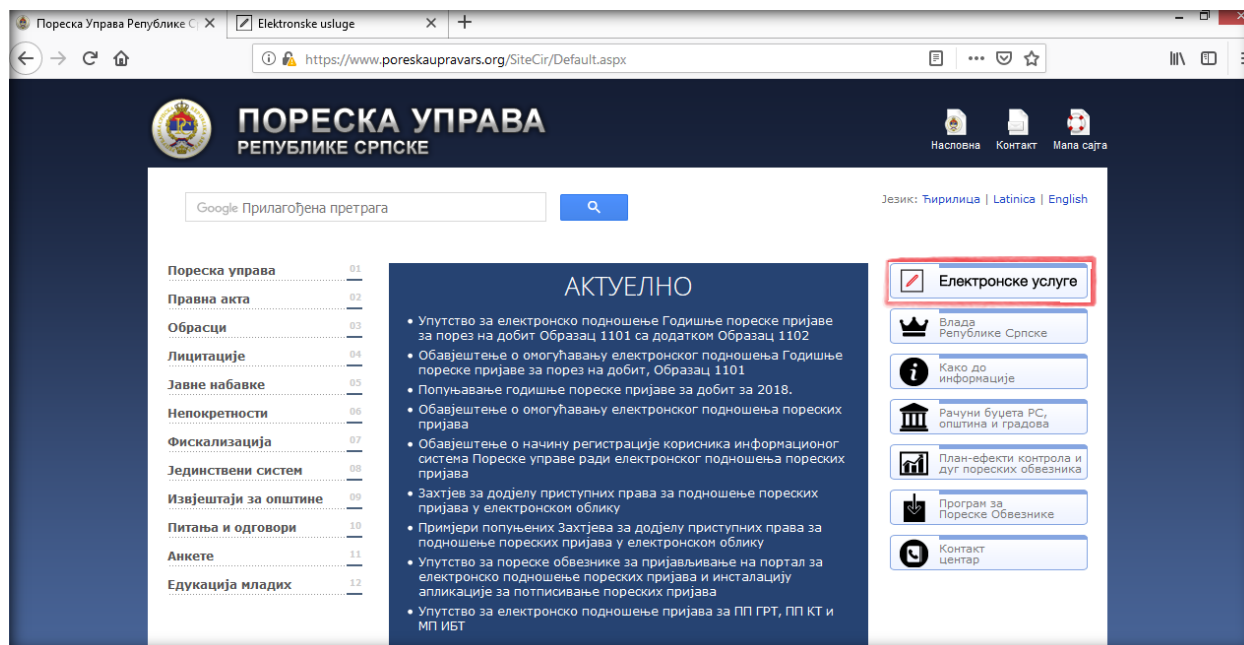 Пореска Управа Републике С
Elektronske usluge
https://www.poreskaupravars.org/SiteCir/Default.aspx
ПОРЕСКА УПРАВА
РЕПУБЛИКЕ СРПСКЕ
Насловна
Контакт
Мапа сајта
Google Прилагођена претрага
Језик: Ћирилица | Latinica | English
Пореска управа 01
Правна акта 02
Обрасци 03
Лицитације 04
Јавне набавке 05
Непокретности 06
Фискализација 07
Јединствени систем 08
Извјештаји за општине 09
Питања и одговори 10
Анкете 11
Едукација младих 12
АКТУЕЛНО
• Упутство за електронско подношење Годишње пореске пријаве
за порез на добит Образац 1101 са додатком Образац 1102
• Обавјештење о омогућавању електронског подношења Годишње
пореске пријаве за порез на добит, Образац 1101
• Попуњавање годишње пореске пријаве за добит за 2018.
• Обавјештење о омогућавању електронског подношења пореских
пријава
• Обавјештење о начину регистрације корисника информационог
система Пореске управе ради електронског подношења пореских
пријава
• Захтјев за додјелу приступних права за подношење пореских
пријава у електронском облику
• Примјери попуњених Захтјева за додјелу приступних права за
подношење пореских пријава у електронском облику
• Упутство за пореске обвезнике за пријављивање на портал за
електронско подношење пореских пријава и инсталацију
апликације за потписивање пореских пријава
• Упутство за електронско подношење пријава за ПП ГРТ, ПП КТ и
МП ИБТ
Електронске услуге
Влада
Републике Српске
Како до
информације
Рачуни буџета РС,
општина и градова
План-ефекти контрола и
дуг пореских обвезника
Програм за
Пореске Обвезнике
Контакт
центар